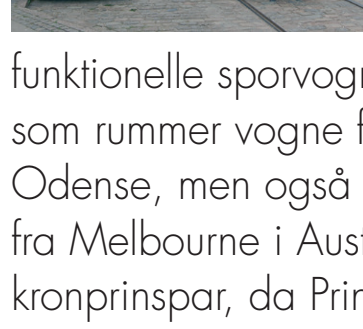 funktionelle sporvogn
som rummer vogne f
Odense, men også
fra Melbourne i Aust
kronprinspar, da Prin